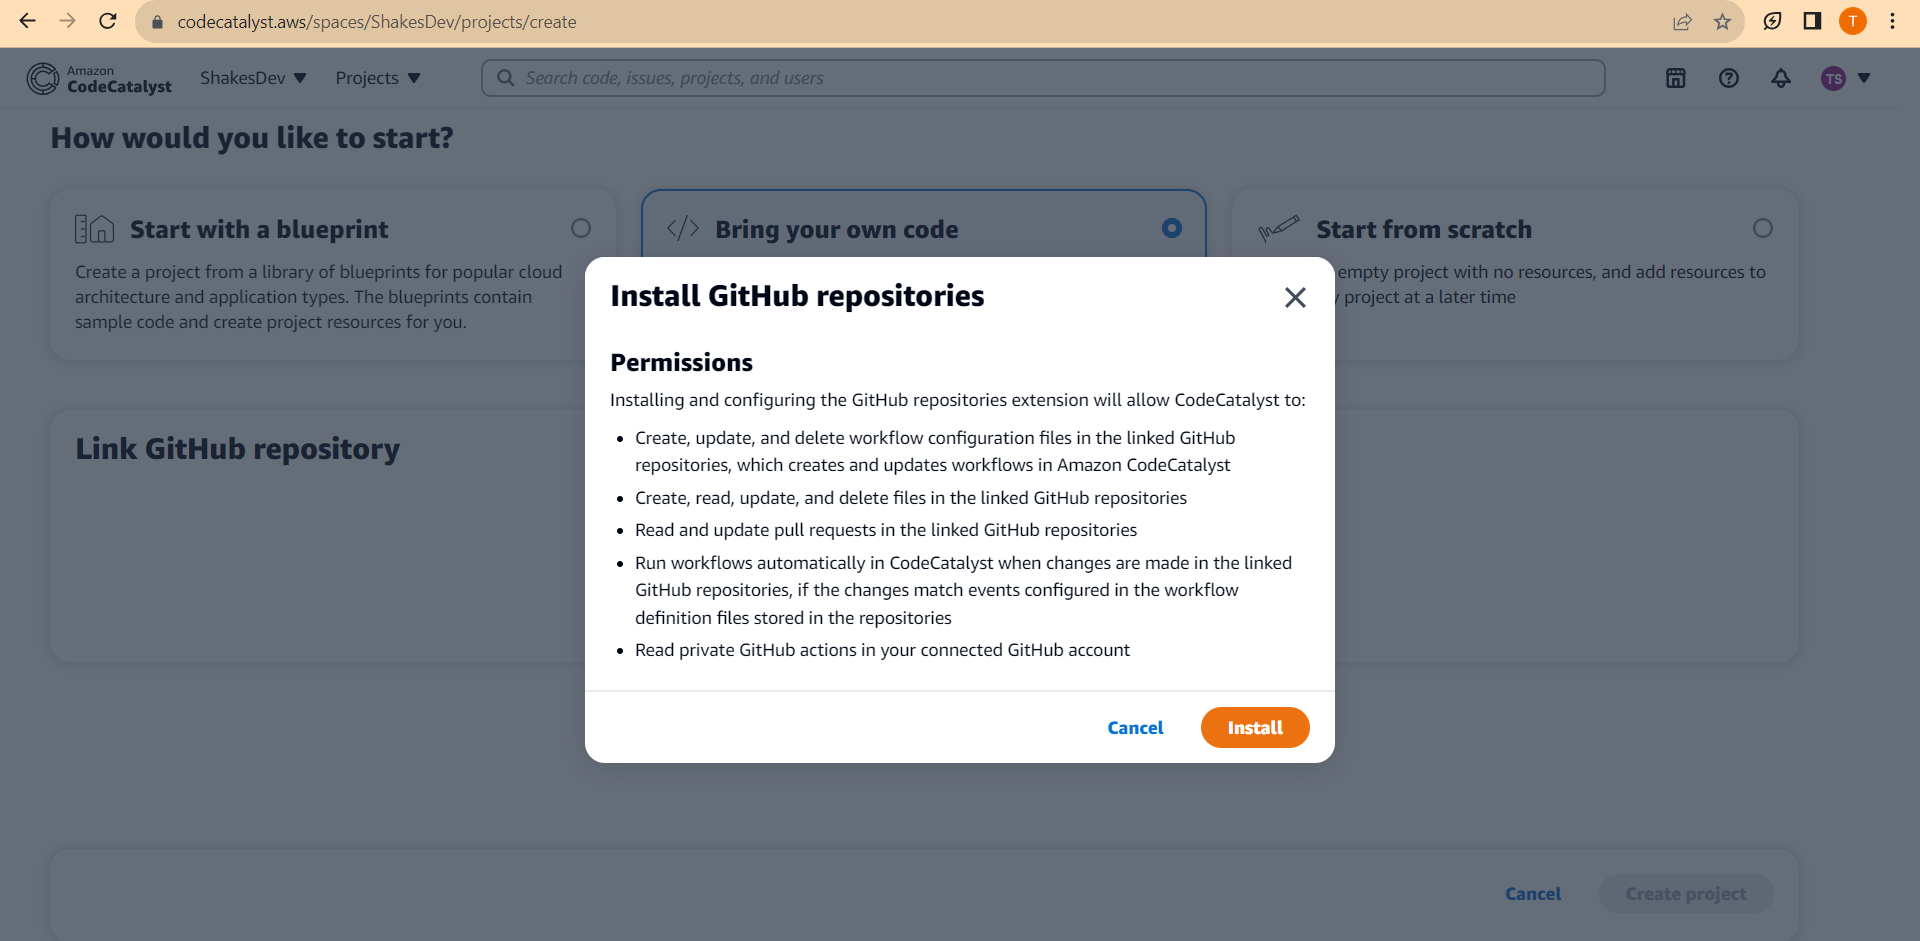 codecatalyst.aws/spaces/ShakesDev/projects/create
T
Amazon
CodeCatalyst
ShakesDev
Projects
Search code, issues, projects, and users
TS
How would you like to start?
Start with a blueprint
Create a project from a library of blueprints for popular cloud
architecture and application types. The blueprints contain
sample code and create project resources for you.
Bring your own code
Start from scratch
empty project with no resources, and add resources to
project at a later time
Link GitHub repository
Install GitHub repositories
Permissions
Installing and configuring the GitHub repositories extension will allow CodeCatalyst to:
• Create, update, and delete workflow configuration files in the linked GitHub
repositories, which creates and updates workflows in Amazon CodeCatalyst
• Create, read, update, and delete files in the linked GitHub repositories
• Read and update pull requests in the linked GitHub repositories
• Run workflows automatically in CodeCatalyst when changes are made in the linked
GitHub repositories, if the changes match events configured in the workflow
definition files stored in the repositories
• Read private GitHub actions in your connected GitHub account
Cancel
Install
Cancel
Create project